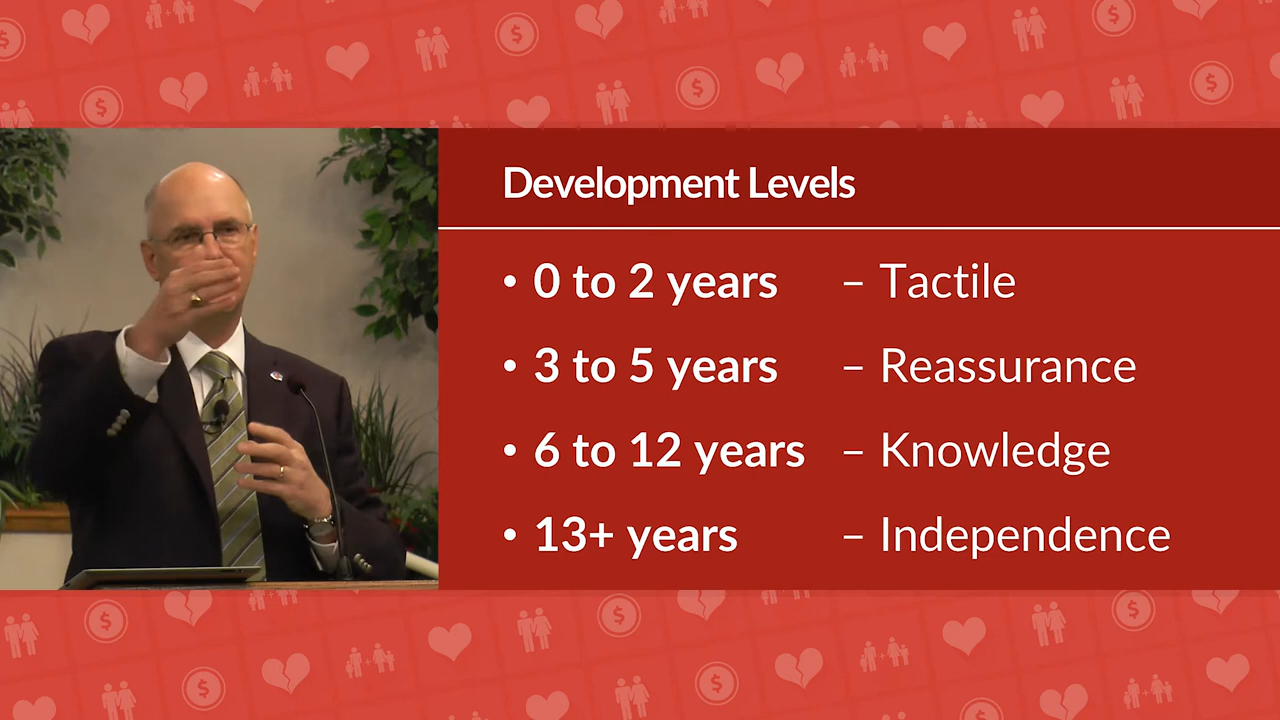 Development Levels
• 0 to 2 years – Tactile
• 3 to 5 years – Reassurance
• 6 to 12 years – Knowledge
• 13+ years – Independence